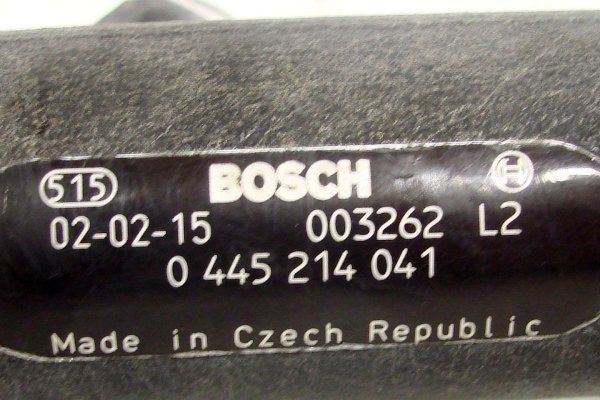 515 BOSCH
02-02-15 003262 L2
0 445 214 041
Made in Czech Republic